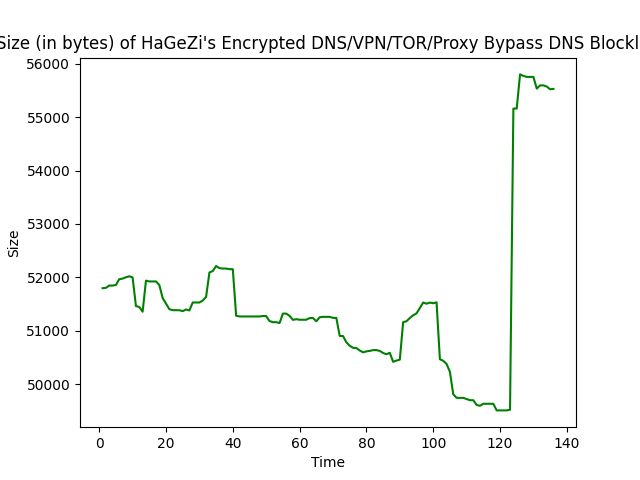 Size (in bytes) of HaGeZi's Encrypted DNS/VPN/TOR/Proxy Bypass DNS Blockl
56000
55000
54000
53000
52000
51000
50000
Size
0 20 40 60 80 100 120 140
Time